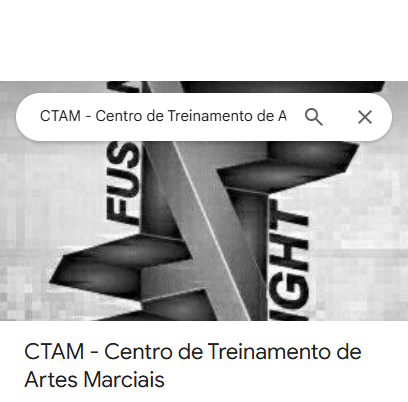 CTAM - Centro de Treinamento de A
FUS
IGHT
CTAM - Centro de Treinamento de
Artes Marciais